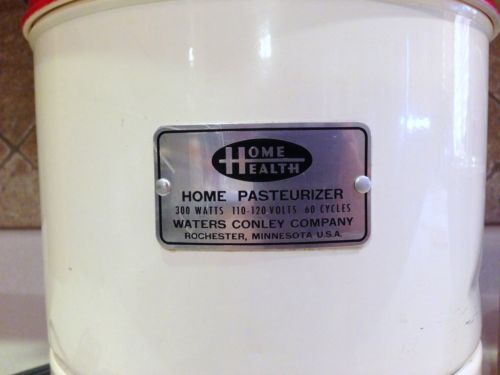 HOME
HEALTH
HOME PASTEURIZER
300 WATTS 110-120-VOLTS 60 CYCLES
WATERS CONLEY COMPANY
ROCHESTER, MINNESOTA U.S.A.